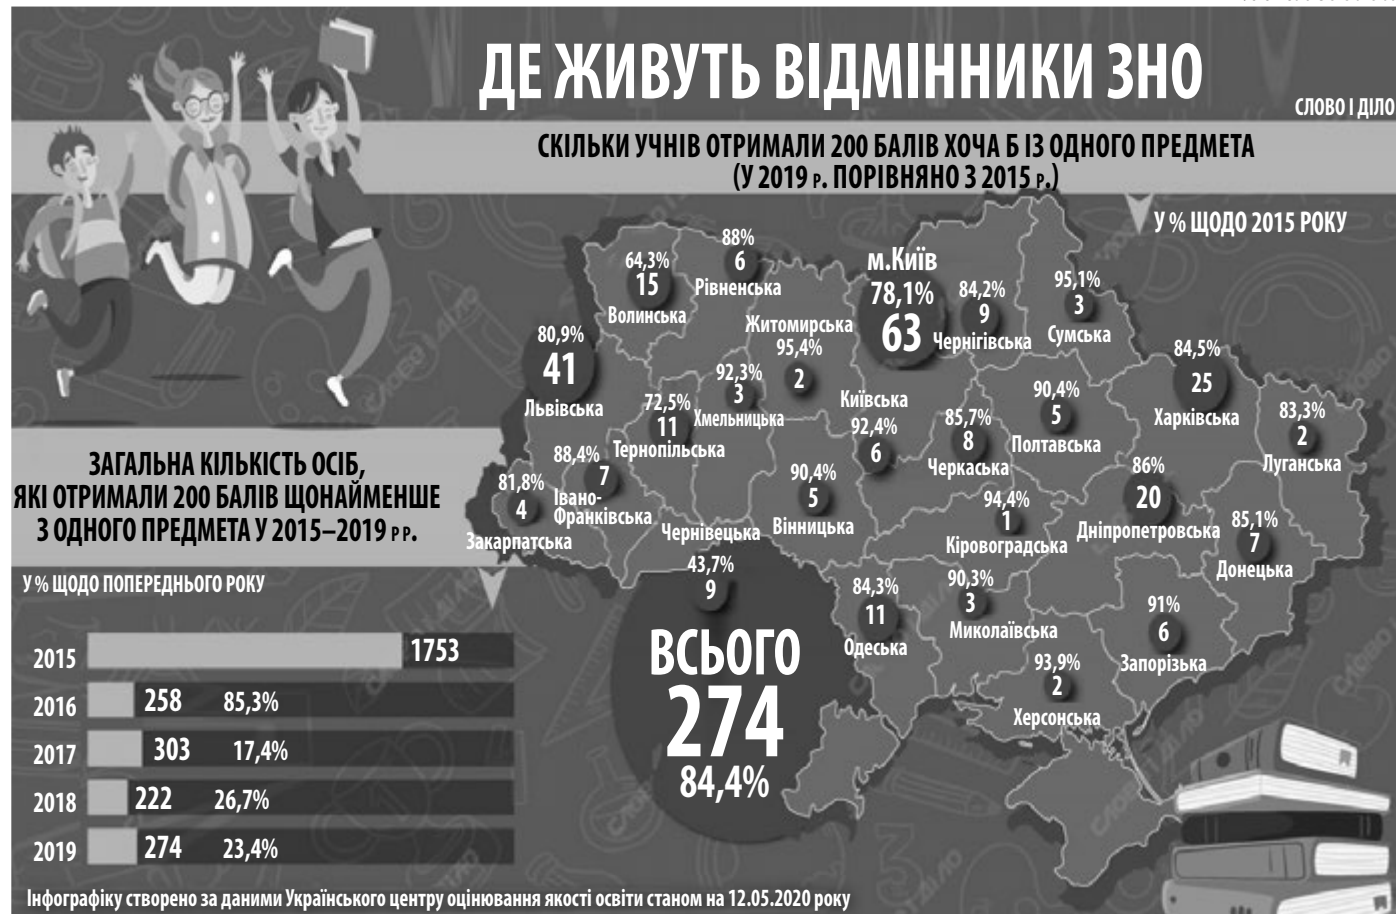 ДЕ ЖИВУТЬ ВІДМІННИКИ ЗНО
СЛОВО І ДІЛО
СКІЛЬКИ УЧНІВ ОТРИМАЛИ 200 БАЛІВ ХОЧА Б ІЗ ОДНОГО ПРЕДМЕТА
(У 2019 Р. ПОРІВНЯНО З 2015 Р.)
У % ЩОДО 2015 РОКУ
64,3%
15
Волинська
88%
6
Рівненська
Житомирська
95,4%
2
м.Київ
78,1%
63
84,2%
9
Чернігівська
95,1%
3
Сумська
80,9%
41
Львівська
72,5%
11
Тернопільська
92,3%
3
Хмельницька
Київська
92,4%
6
85,7%
8
Черкаська
90,4%
5
Полтавська
84,5%
25
Харківська
83,3%
2
Луганська
81,8%
4
Закарпатська
88,4%
7
Івано-
Франківська
Чернівецька
43,7%
9
90,4%
5
Вінницька
94,4%
1
Кіровоградська
86%
20
Дніпропетровська
85,1%
7
Донецька
84,3%
11
Одеська
90,3%
3
Миколаївська
93,9%
2
Херсонська
91%
6
Запорізька
ВСЬОГО
274
84,4%
ЗАГАЛЬНА КІЛЬКІСТЬ ОСІБ,
ЯКІ ОТРИМАЛИ 200 БАЛІВ ЩОНАЙМЕНШЕ
З ОДНОГО ПРЕДМЕТА У 2015–2019 Р Р.
У % ЩОДО ПОПЕРЕДНЬОГО РОКУ
2015 1753
2016 258 85,3%
2017 303 17,4%
2018 222 26,7%
2019 274 23,4%
Інфографіку створено за даними Українського центру оцінювання якості освіти станом на 12.05.2020 року